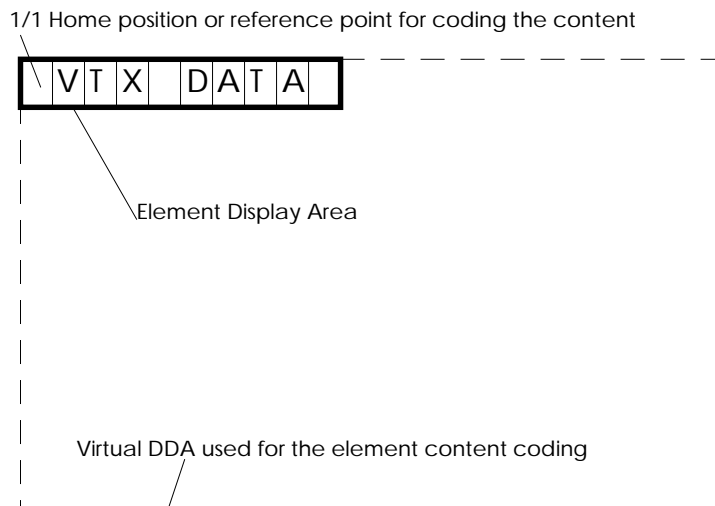 1/1 Home position or reference point for coding the content
VTX DATA
Element Display Area
Virtual DDA used for the element content coding